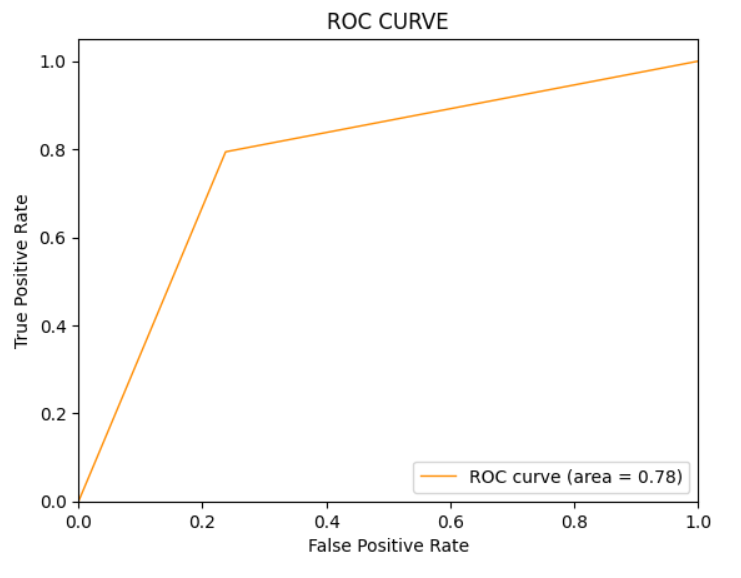 ROC CURVE
1.0
0.8
0.6
0.4
0.2
0.0
True Positive Rate
ROC curve (area = 0.78)
0.0 0.2 0.4 0.6 0.8 1.0
False Positive Rate